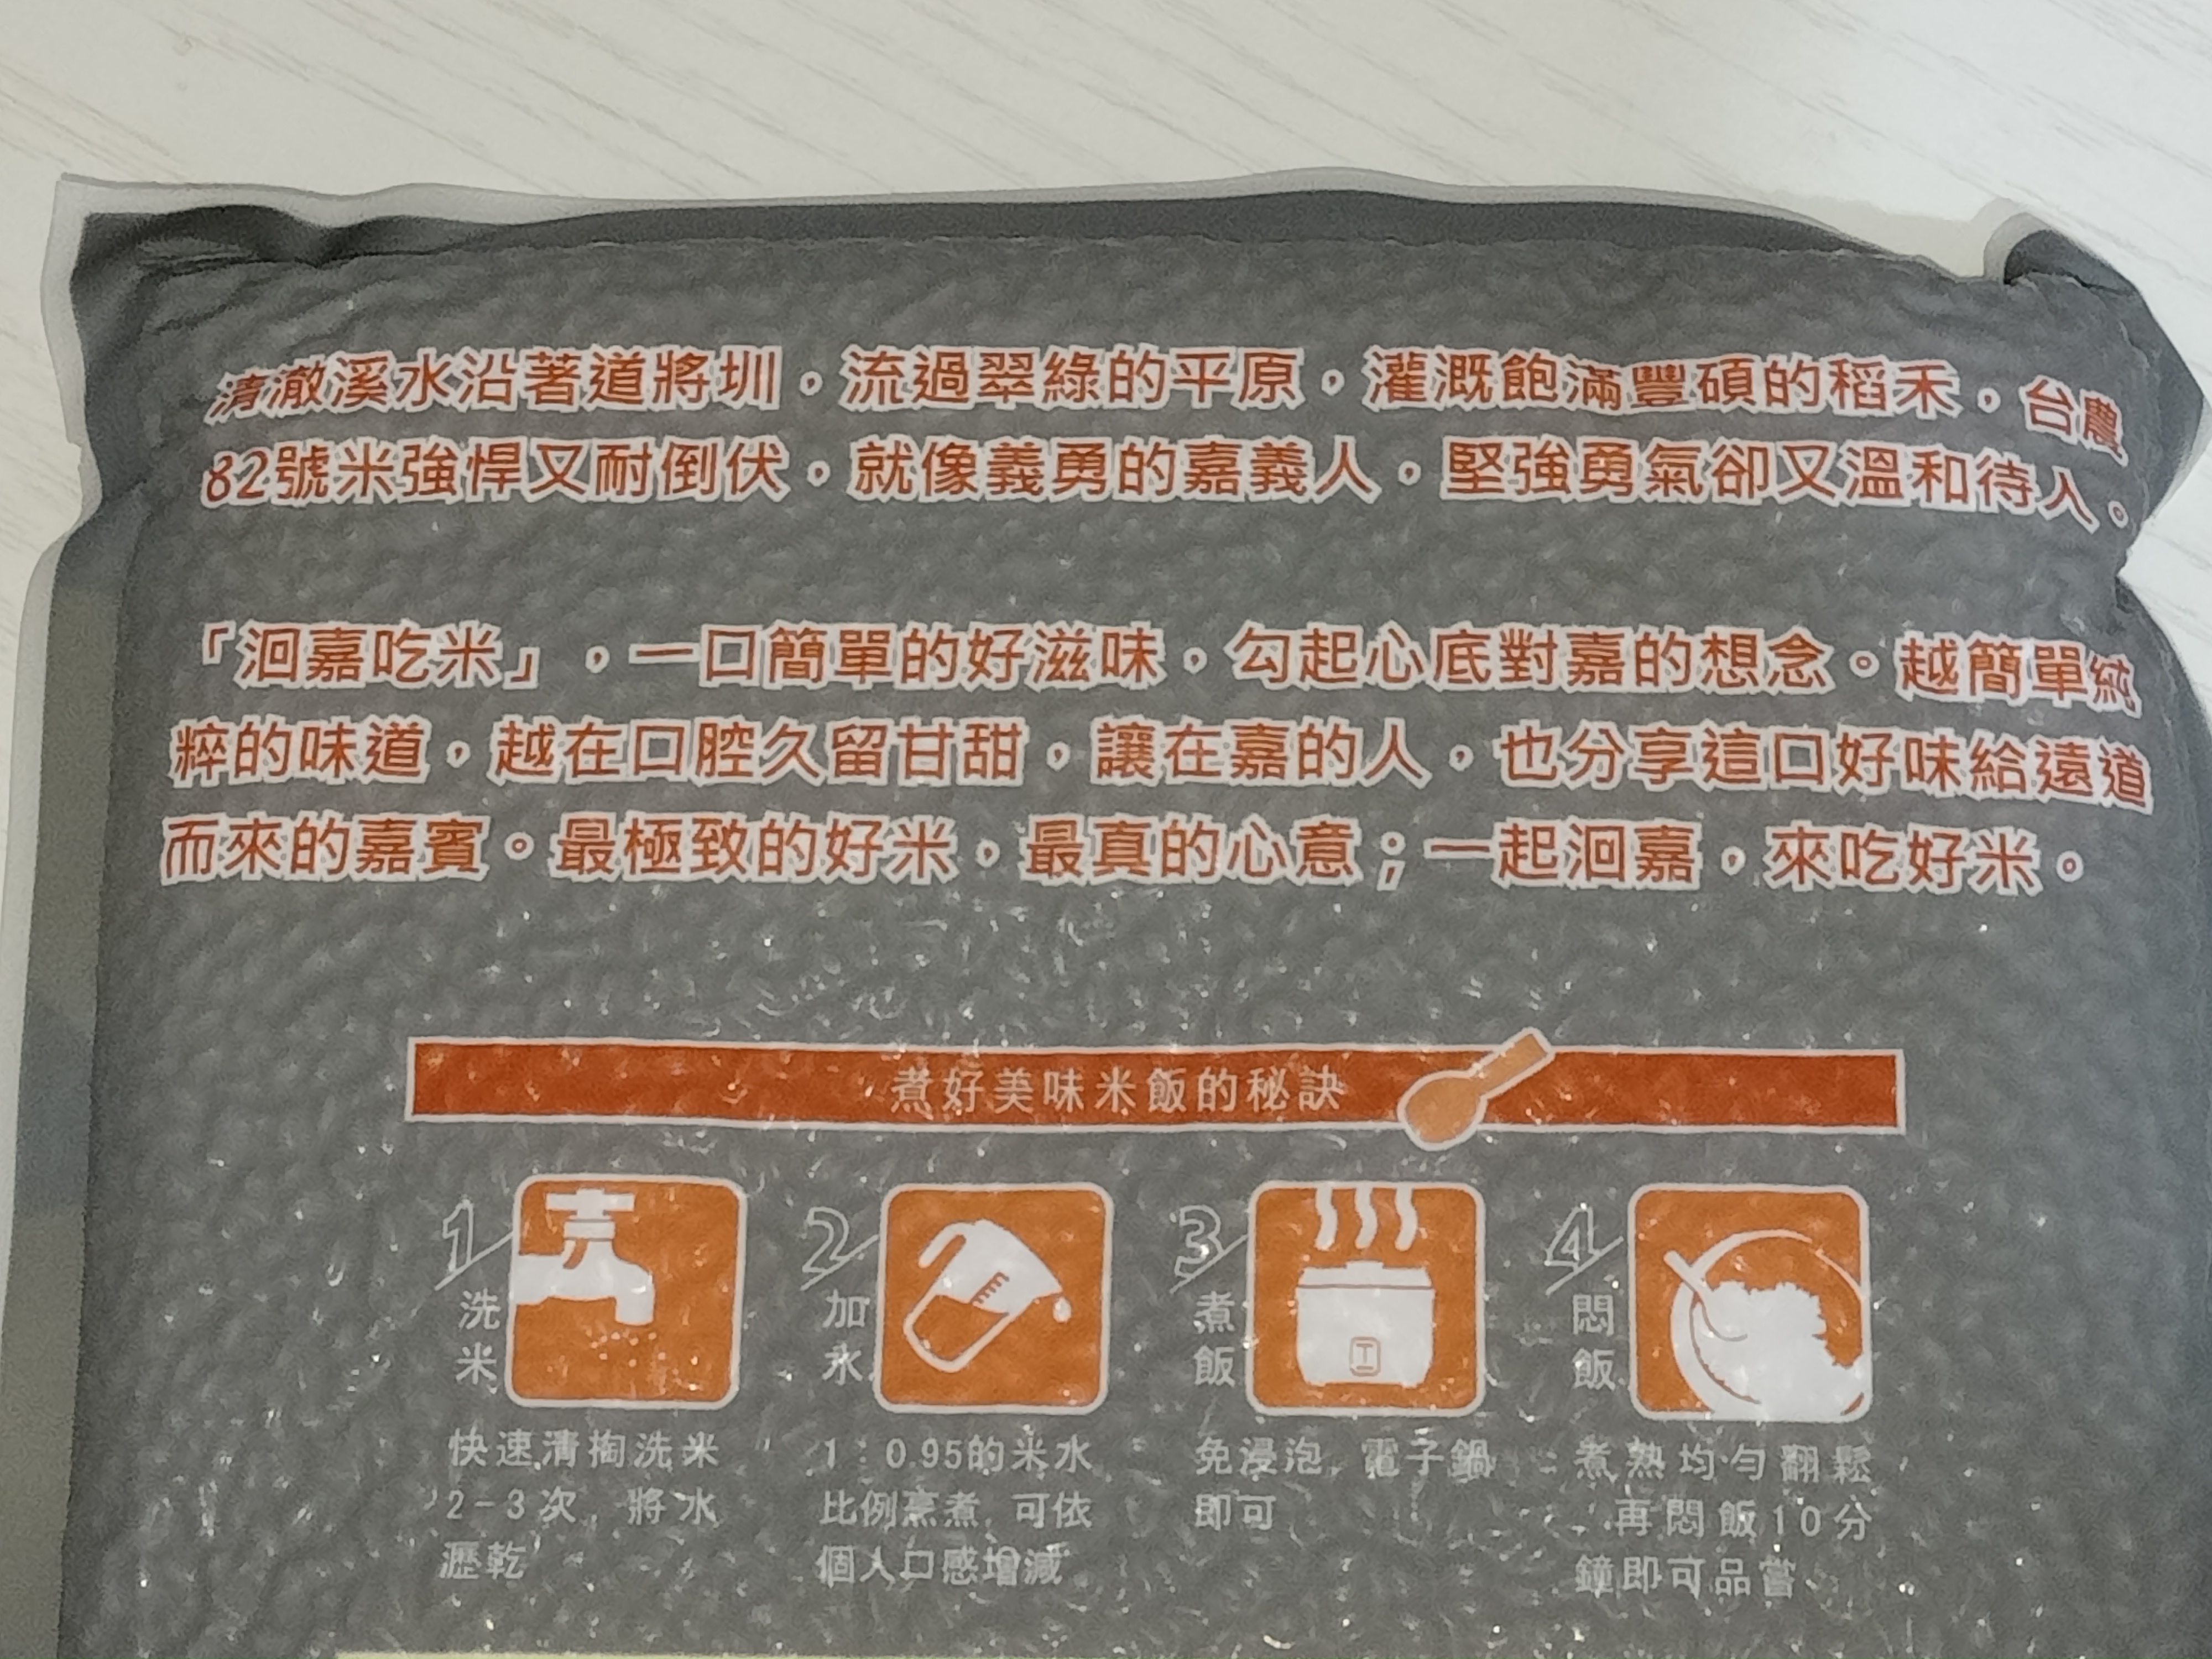 清澈溪水沿著道將圳，流過翠綠的平原，灌溉飽滿豐碩的稻禾，台農
82號米強悍又耐倒伏，就像義勇的嘉義人，堅強勇氣卻又溫和待人。
「洄嘉吃米」，一口簡單的好滋味，勾起心底對嘉的想念。越簡單純
粹的味道，越在口腔久留甘甜，讓在嘉的人，也分享這口好味給遠道
而來的嘉賓。最極致的好米，最真的心意；一起洄嘉，來吃好米。
煮好美味米飯的秘訣
1 洗米
快速清掏洗米
2-3次，將水
瀝乾
2 加水
1：0.95的米水
比例烹煮，可依
個人口感增減
3 煮飯
免浸泡，電子鍋
即可
4 悶飯
煮熟均勻翻鬆
，再悶飯10分
鐘即可品嘗